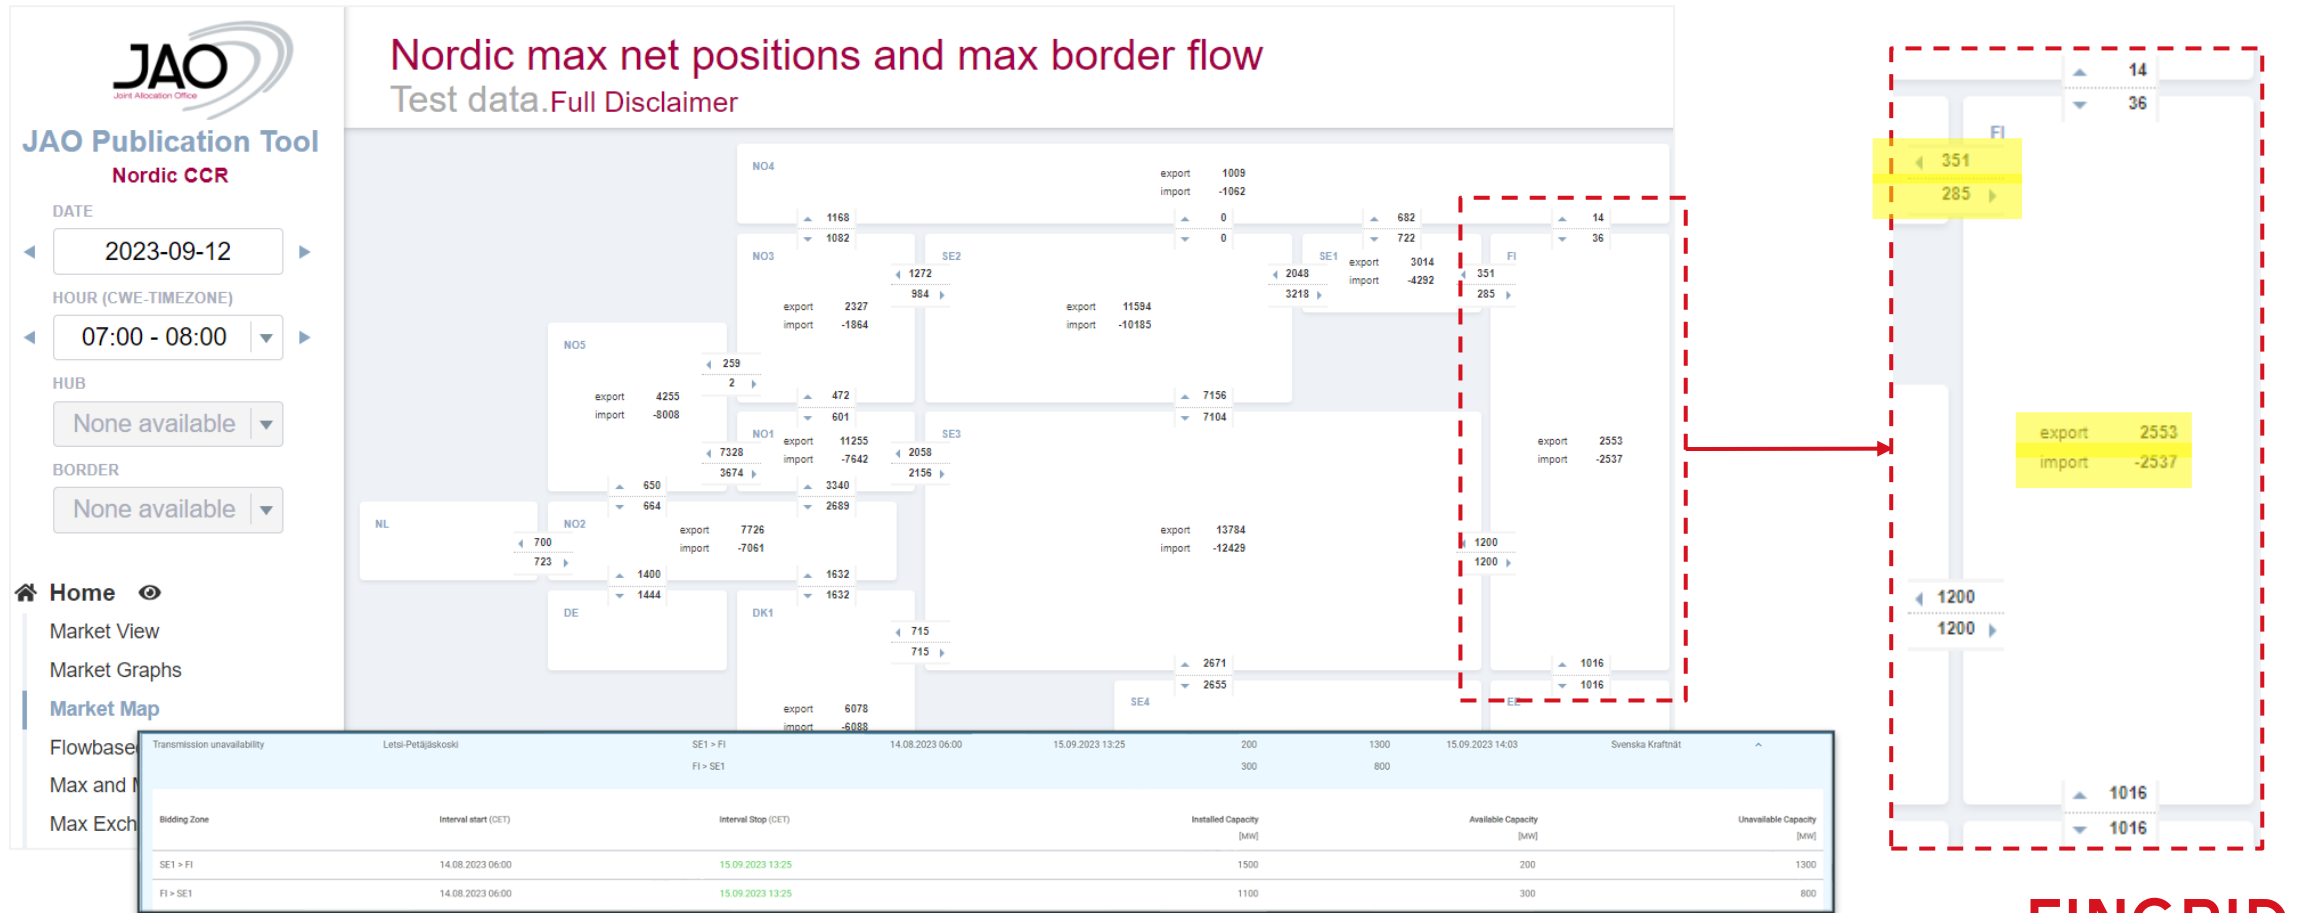 JAO
Joint Allocation Office
JAO Publication Tool
Nordic CCR
DATE
2023-09-12
HOUR (CWE-TIMEZONE)
07:00 - 08:00
HUB
None available
BORDER
None available
Home
Market View
Market Graphs
Market Map
Flowbase
Max and
Max Exch
Nordic max net positions and max border flow
Test data.Full Disclaimer
NO4
export 1009
import -1062
1168
1082
0
0
682
722
14
36
NO3
export 2327
import -1864
1272
984
SE2
export 11594
import -10185
2048
3218
SE1
export 3014
import -4292
351
285
FI
export 2553
import -2537
NO5
export 4255
import -8008
259
2
472
601
7156
7104
NO1
export 11255
import -7642
7328
3674
2058
2156
SE3
export 13784
import -12429
650
664
3340
2689
NL
700
723
NO2
export 7726
import -7061
1200
1200
1400
1444
1632
1632
DE
DK1
export 6078
import -6088
715
715
2671
2655
1016
1016
SE4
EE
14
36
FI
351
285
export 2553
import -2537
1200
1200
1016
1016
Transmission unavailability Letsi-Petäjäskoski SE1 > FI 14.08.2023 06:00 15.09.2023 13:25 200 1300 15.09.2023 14:03 Svenska Kraftnät
FI > SE1 300 800
Bidding Zone Interval start (CET) Interval Stop (CET) Installed Capacity Available Capacity Unavailable Capacity
[MW] [MW] [MW]
SE1 > FI 14.08.2023 06:00 15.09.2023 13:25 1500 200 1300
FI > SE1 14.08.2023 06:00 15.09.2023 13:25 1100 300 800
FINGRID